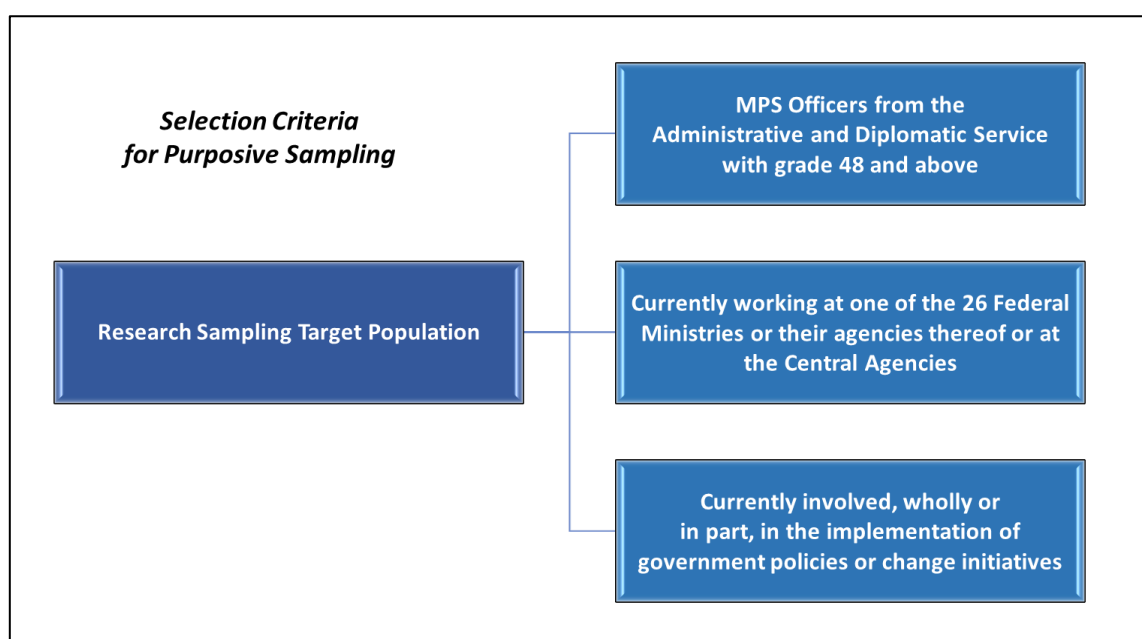 Selection Criteria
for Purposive Sampling
Research Sampling Target Population
MPS Officers from the
Administrative and Diplomatic Service
with grade 48 and above
Currently working at one of the 26 Federal
Ministries or their agencies thereof or at
the Central Agencies
Currently involved, wholly or
in part, in the implementation of
government policies or change initiatives